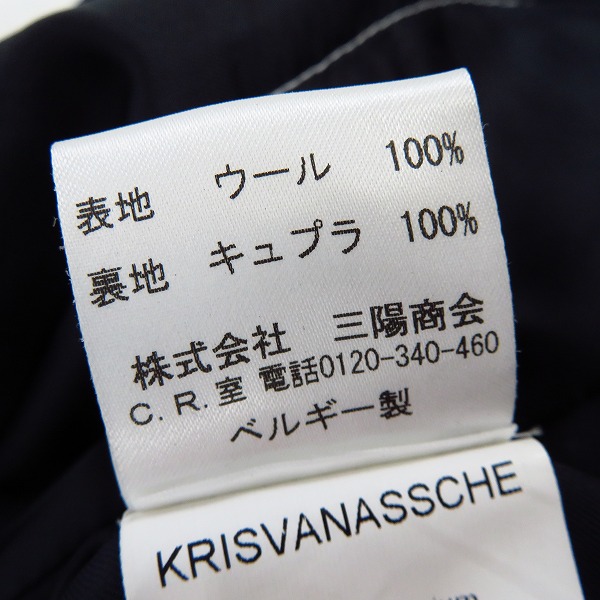 表地 ウール 100%
裏地 キュプラ 100%
株式会社 三陽商会
C.R.室 電話0120-340-460
ベルギー製
KRISVANASSCHE